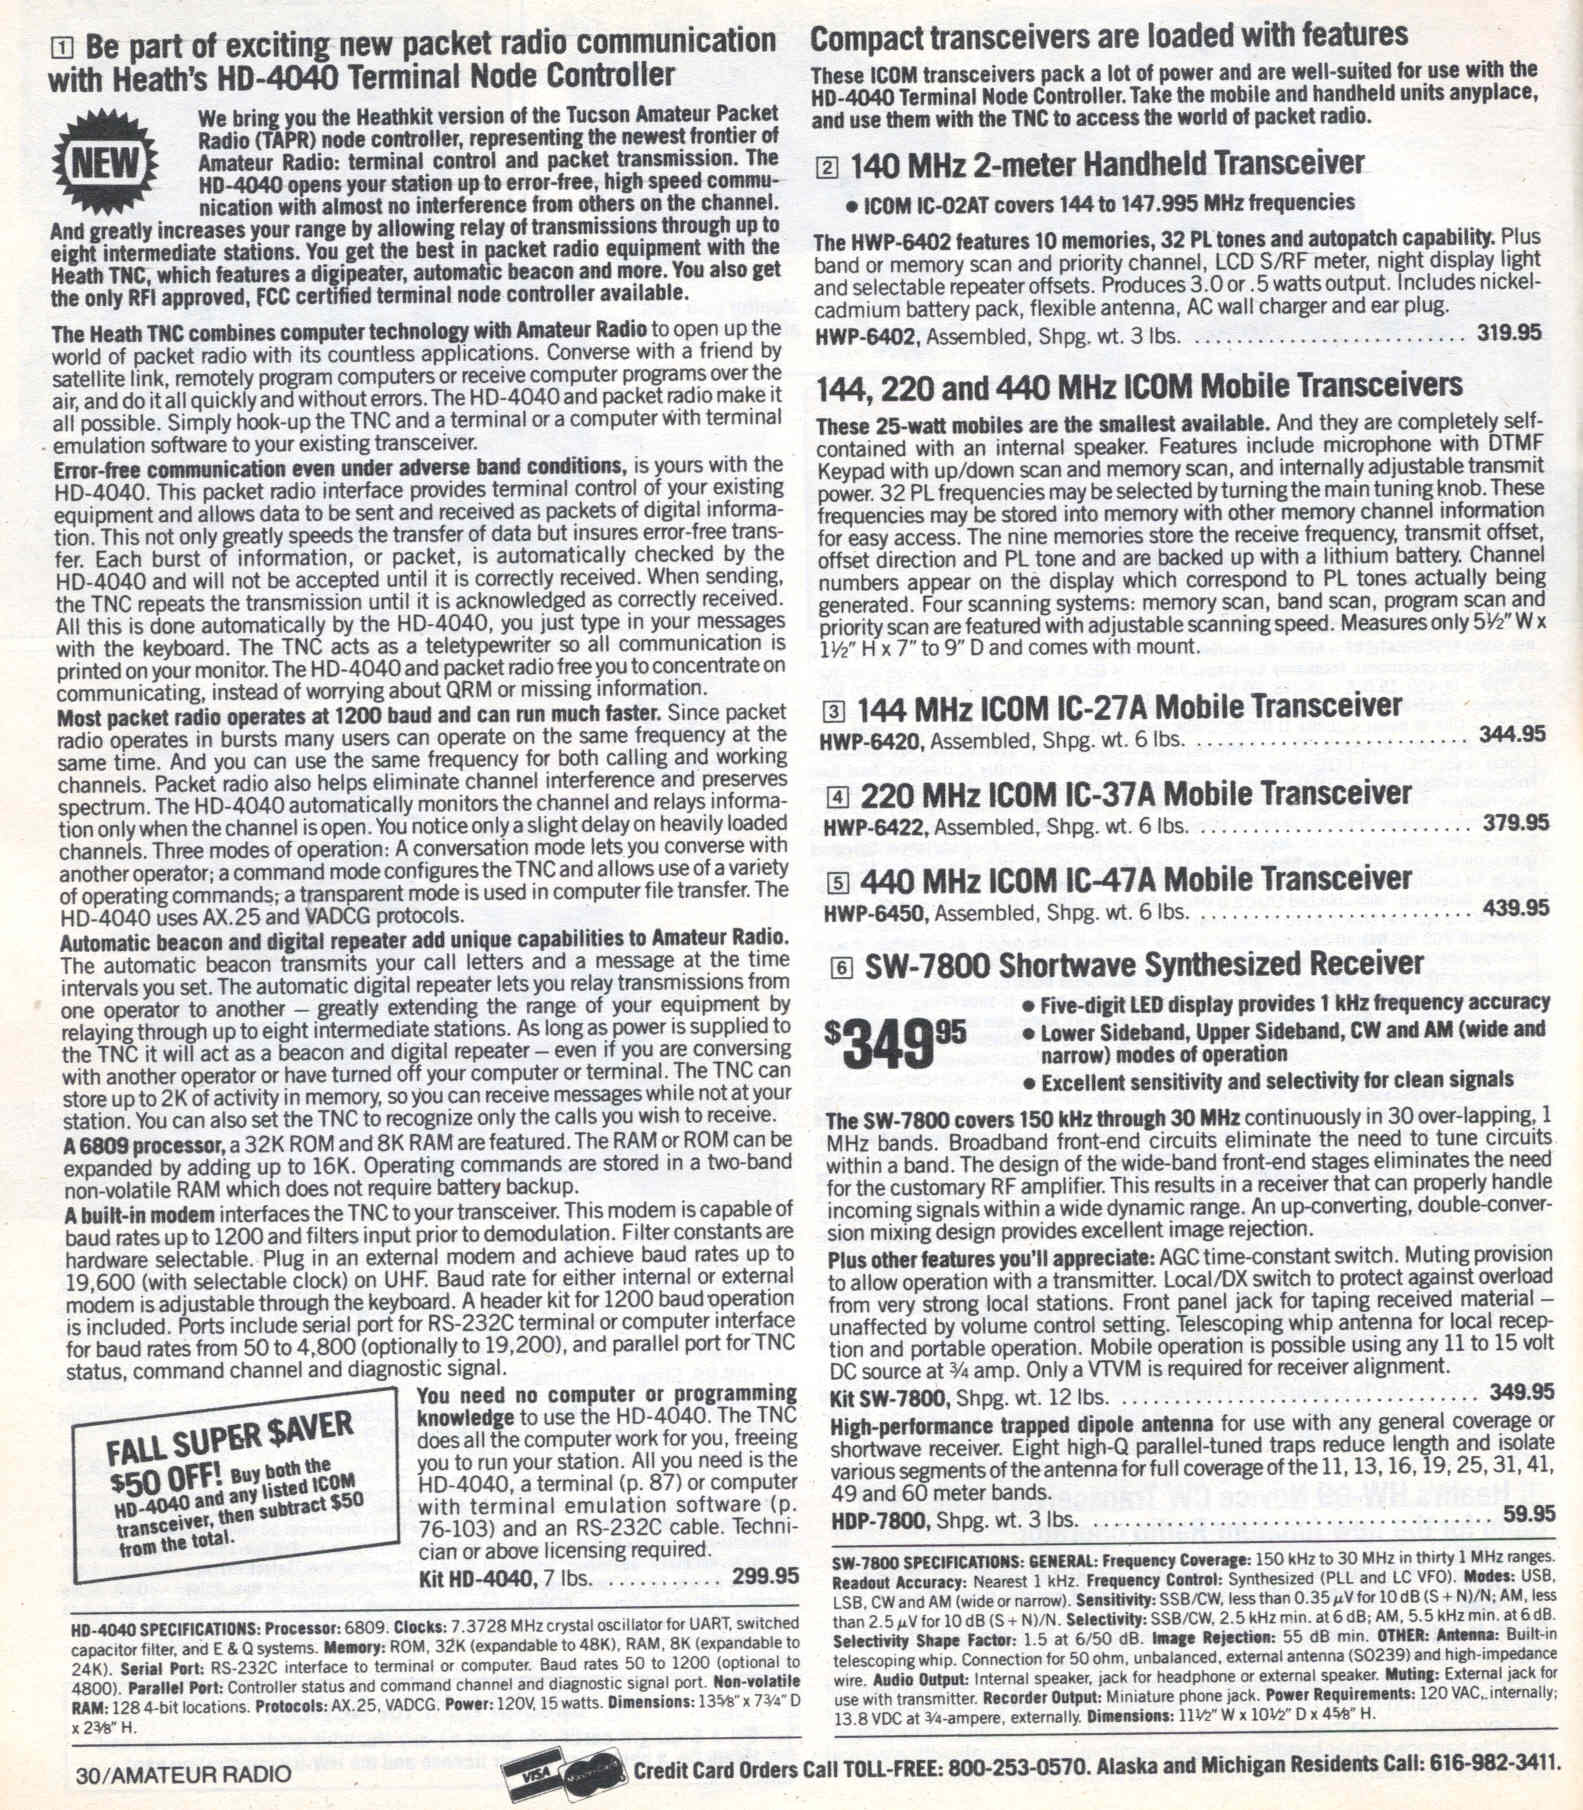 1 Be part of exciting new packet radio communication
with Heath's HD-4040 Terminal Node Controller
NEW
We bring you the Heathkit version of the Tucson Amateur Packet
Radio (TAPR) node controller, representing the newest frontier of
Amateur Radio: terminal control and packet transmission. The
HD-4040 opens your station up to error-free, high speed commu-
nication with almost no interference from others on the channel.
And greatly increases your range by allowing relay of transmissions through up to
eight intermediate stations. You get the best in packet radio equipment with the
Heath TNC, which features a digipeater, automatic beacon and more. You also get
the only RFI approved, FCC certified terminal node controller available.
The Heath TNC combines computer technology with Amateur Radio to open up the
world of packet radio with its countless applications. Converse with a friend by
satellite link, remotely program computers or receive computer programs over the
air, and do it all quickly and without errors. The HD-4040 and packet radio make it
all possible. Simply hook-up the TNC and a terminal or a computer with terminal
emulation software to your existing transceiver.
Error-free communication even under adverse band conditions, is yours with the
HD-4040. This packet radio interface provides terminal control of your existing
equipment and allows data to be sent and received as packets of digital informa-
tion. This not only greatly speeds the transfer of data but insures error-free trans-
fer. Each burst of information, or packet, is automatically checked by the
HD-4040 and will not be accepted until it is correctly received. When sending,
the TNC repeats the transmission until it is acknowledged as correctly received.
All this is done automatically by the HD-4040, you just type in your messages
with the keyboard. The TNC acts as a teletypewriter so all communication is
printed on your monitor. The HD-4040 and packet radio free you to concentrate on
communicating, instead of worrying about QRM or missing information.
Most packet radio operates at 1200 baud and can run much faster. Since packet
radio operates in bursts many users can operate on the same frequency at the
same time. And you can use the same frequency for both calling and working
channels. Packet radio also helps eliminate channel interference and preserves
spectrum. The HD-4040 automatically monitors the channel and relays informa-
tion only when the channel is open. You notice only a slight delay on heavily loaded
channels. Three modes of operation: A conversation mode lets you converse with
another operator; a command mode configures the TNC and allows use of a variety
of operating commands; a transparent mode is used in computer file transfer. The
HD-4040 uses AX.25 and VADCG protocols.
Automatic beacon and digital repeater add unique capabilities to Amateur Radio.
The automatic beacon transmits your call letters and a message at the time
intervals you set. The automatic digital repeater lets you relay transmissions from
one operator to another – greatly extending the range of your equipment by
relaying through up to eight intermediate stations. As long as power is supplied to
the TNC it will act as a beacon and digital repeater – even if you are conversing
with another operator or have turned off your computer or terminal. The TNC can
store up to 2K of activity in memory, so you can receive messages while not at your
station. You can also set the TNC to recognize only the calls you wish to receive.
A 6809 processor, a 32K ROM and 8K RAM are featured. The RAM or ROM can be
expanded by adding up to 16K. Operating commands are stored in a two-band
non-volatile RAM which does not require battery backup.
A built-in modem interfaces the TNC to your transceiver. This modem is capable of
baud rates up to 1200 and filters input prior to demodulation. Filter constants are
hardware selectable. Plug in an external modem and achieve baud rates up to
19,600 (with selectable clock) on UHF. Baud rate for either internal or external
modem is adjustable through the keyboard. A header kit for 1200 baud operation
is included. Ports include serial port for RS-232C terminal or computer interface
for baud rates from 50 to 4,800 (optionally to 19,200), and parallel port for TNC
status, command channel and diagnostic signal.
FALL SUPER $AVER
$50 OFF! Buy both the
HD-4040 and any listed ICOM
transceiver, then subtract $50
from the total.
You need no computer or programming
knowledge to use the HD-4040. The TNC
does all the computer work for you, freeing
you to run your station. All you need is the
HD-4040, a terminal (p. 87) or computer
with terminal emulation software (p.
76-103) and an RS-232C cable. Techni-
cian or above licensing required.
Kit HD-4040, 7 lbs. . . . . . . . . . . . 299.95
HD-4040 SPECIFICATIONS: Processor: 6809. Clocks: 7.3728 MHz crystal oscillator for UART, switched
capacitor filter, and E & Q systems. Memory: ROM, 32K (expandable to 48K), RAM, 8K (expandable to
24K). Serial Port: RS-232C interface to terminal or computer. Baud rates 50 to 1200 (optional to
4800). Parallel Port: Controller status and command channel and diagnostic signal port. Non-volatile
RAM: 128 4-bit locations. Protocols: AX.25, VADCG. Power: 120V, 15 watts. Dimensions: 13⅝" x 7¾" D
x 2⅜" H.
Compact transceivers are loaded with features
These ICOM transceivers pack a lot of power and are well-suited for use with the
HD-4040 Terminal Node Controller. Take the mobile and handheld units anyplace,
and use them with the TNC to access the world of packet radio.
2 140 MHz 2-meter Handheld Transceiver
• ICOM IC-02AT covers 144 to 147.995 MHz frequencies
The HWP-6402 features 10 memories, 32 PL tones and autopatch capability. Plus
band or memory scan and priority channel, LCD S/RF meter, night display light
and selectable repeater offsets. Produces 3.0 or .5 watts output. Includes nickel-
cadmium battery pack, flexible antenna, AC wall charger and ear plug.
HWP-6402, Assembled, Shpg. wt. 3 lbs. . . . . . . . . . . . . . . . . . . . . . . . . . . 319.95
144, 220 and 440 MHz ICOM Mobile Transceivers
These 25-watt mobiles are the smallest available. And they are completely self-
contained with an internal speaker. Features include microphone with DTMF
Keypad with up/down scan and memory scan, and internally adjustable transmit
power. 32 PL frequencies may be selected by turning the main tuning knob. These
frequencies may be stored into memory with other memory channel information
for easy access. The nine memories store the receive frequency, transmit offset,
offset direction and PL tone and are backed up with a lithium battery. Channel
numbers appear on the display which correspond to PL tones actually being
generated. Four scanning systems: memory scan, band scan, program scan and
priority scan are featured with adjustable scanning speed. Measures only 5½" W x
1½" H x 7" to 9" D and comes with mount.
3 144 MHz ICOM IC-27A Mobile Transceiver
HWP-6420, Assembled, Shpg. wt. 6 lbs. . . . . . . . . . . . . . . . . . . . . . . . . . . 344.95
4 220 MHz ICOM IC-37A Mobile Transceiver
HWP-6422, Assembled, Shpg. wt. 6 lbs. . . . . . . . . . . . . . . . . . . . . . . . . . . 379.95
5 440 MHz ICOM IC-47A Mobile Transceiver
HWP-6450, Assembled, Shpg. wt. 6 lbs. . . . . . . . . . . . . . . . . . . . . . . . . . . 439.95
6 SW-7800 Shortwave Synthesized Receiver
$349.95
• Five-digit LED display provides 1 kHz frequency accuracy
• Lower Sideband, Upper Sideband, CW and AM (wide and
narrow) modes of operation
• Excellent sensitivity and selectivity for clean signals
The SW-7800 covers 150 kHz through 30 MHz continuously in 30 over-lapping, 1
MHz bands. Broadband front-end circuits eliminate the need to tune circuits
within a band. The design of the wide-band front-end stages eliminates the need
for the customary RF amplifier. This results in a receiver that can properly handle
incoming signals within a wide dynamic range. An up-converting, double-conver-
sion mixing design provides excellent image rejection.
Plus other features you'll appreciate: AGC time-constant switch. Muting provision
to allow operation with a transmitter. Local/DX switch to protect against overload
from very strong local stations. Front panel jack for taping received material –
unaffected by volume control setting. Telescoping whip antenna for local recep-
tion and portable operation. Mobile operation is possible using any 11 to 15 volt
DC source at ¾ amp. Only a VTVM is required for receiver alignment.
Kit SW-7800, Shpg. wt. 12 lbs. . . . . . . . . . . . . . . . . . . . . . . . . . . . . . . . . . . 349.95
High-performance trapped dipole antenna for use with any general coverage or
shortwave receiver. Eight high-Q parallel-tuned traps reduce length and isolate
various segments of the antenna for full coverage of the 11, 13, 16, 19, 25, 31, 41,
49 and 60 meter bands.
HDP-7800, Shpg. wt. 3 lbs. . . . . . . . . . . . . . . . . . . . . . . . . . . . . . . . . . . . . . . 59.95
SW-7800 SPECIFICATIONS: GENERAL: Frequency Coverage: 150 kHz to 30 MHz in thirty 1 MHz ranges.
Readout Accuracy: Nearest 1 kHz. Frequency Control: Synthesized (PLL and LC VFO). Modes: USB,
LSB, CW and AM (wide or narrow). Sensitivity: SSB/CW, less than 0.35 µV for 10 dB (S + N)/N; AM, less
than 2.5 µV for 10 dB (S + N)/N. Selectivity: SSB/CW, 2.5 kHz min. at 6 dB; AM, 5.5 kHz min. at 6 dB.
Selectivity Shape Factor: 1.5 at 6/50 dB. Image Rejection: 55 dB min. OTHER: Antenna: Built-in
telescoping whip. Connection for 50 ohm, unbalanced, external antenna (SO239) and high-impedance
wire. Audio Output: Internal speaker, jack for headphone or external speaker. Muting: External jack for
use with transmitter. Recorder Output: Miniature phone jack. Power Requirements: 120 VAC, internally;
13.8 VDC at ¾-ampere, externally. Dimensions: 11½" W x 10½" D x 4⅝" H.
30/AMATEUR RADIO
VISA MasterCard
Credit Card Orders Call TOLL-FREE: 800-253-0570. Alaska and Michigan Residents Call: 616-982-3411.